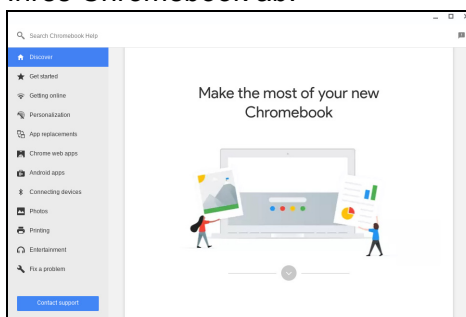 Search Chromebook Help
Discover
Get started
Getting online
Personalization
App replacements
Chrome web apps
Android apps
Connecting devices
Photos
Printing
Entertainment
Fix a problem
Contact support
Make the most of your new
Chromebook